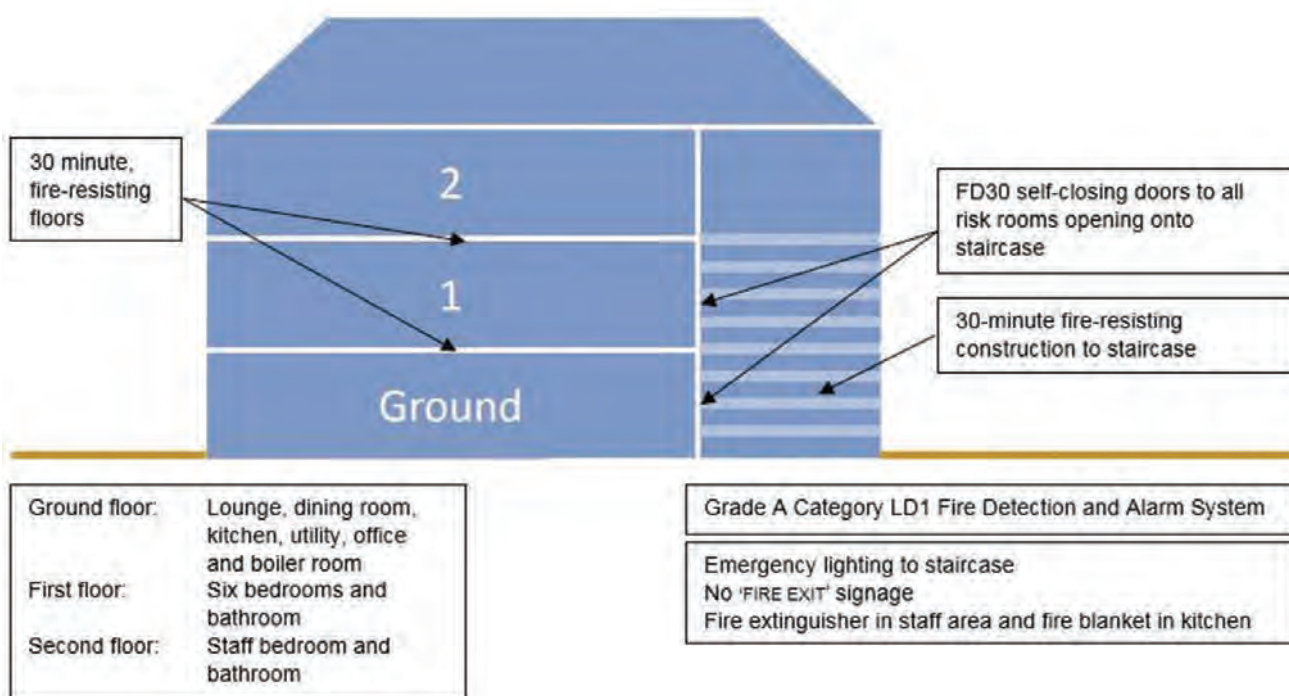 30 minute,
fire-resisting
floors
2
1
Ground
FD30 self-closing doors to all
risk rooms opening onto
staircase
30-minute fire-resisting
construction to staircase
Ground floor: Lounge, dining room,
kitchen, utility, office
and boiler room
First floor: Six bedrooms and
bathroom
Second floor: Staff bedroom and
bathroom
Grade A Category LD1 Fire Detection and Alarm System
Emergency lighting to staircase
No ‘FIRE EXIT’ signage
Fire extinguisher in staff area and fire blanket in kitchen